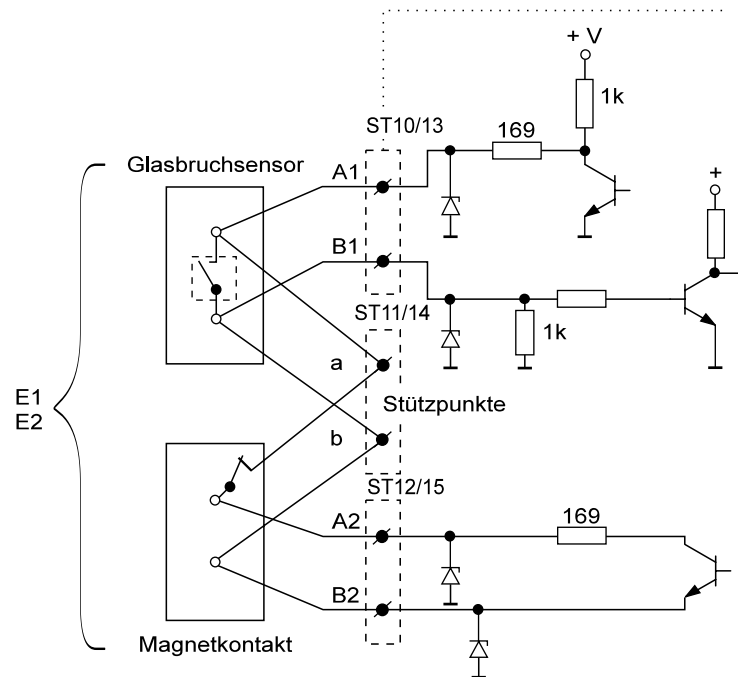 + V
1k
ST10/13
169
Glasbruchsensor
A1
+
B1
ST11/14
1k
a
Stützpunkte
E1
E2
b
ST12/15
A2
169
B2
Magnetkontakt